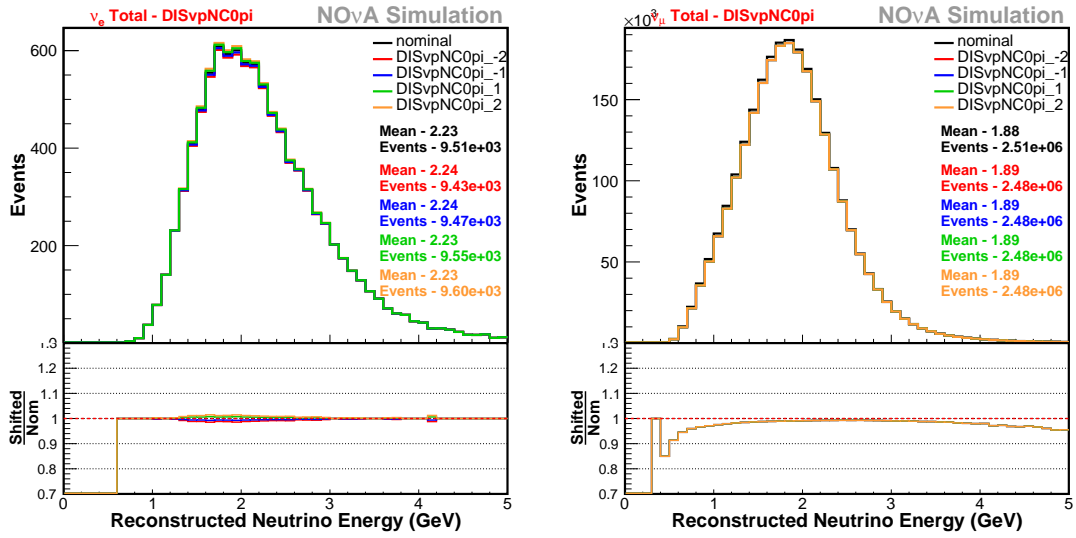 ν_e Total - DISvpNC0pi
NOνA Simulation
Events
600
400
200
nominal
DISvpNC0pi_-2
DISvpNC0pi_-1
DISvpNC0pi_1
DISvpNC0pi_2
Mean - 2.23
Events - 9.51e+03
Mean - 2.24
Events - 9.43e+03
Mean - 2.24
Events - 9.47e+03
Mean - 2.23
Events - 9.55e+03
Mean - 2.23
Events - 9.60e+03
Shifted
Nom
1.3
1.2
1.1
1
0.9
0.8
0.7
0 1 2 3 4 5
Reconstructed Neutrino Energy (GeV)
×10³
ν_μ Total - DISvpNC0pi
NOνA Simulation
Events
150
100
50
nominal
DISvpNC0pi_-2
DISvpNC0pi_-1
DISvpNC0pi_1
DISvpNC0pi_2
Mean - 1.88
Events - 2.51e+06
Mean - 1.89
Events - 2.48e+06
Mean - 1.89
Events - 2.48e+06
Mean - 1.89
Events - 2.48e+06
Mean - 1.89
Events - 2.48e+06
Shifted
Nom
1.3
1.2
1.1
1
0.9
0.8
0.7
0 1 2 3 4 5
Reconstructed Neutrino Energy (GeV)